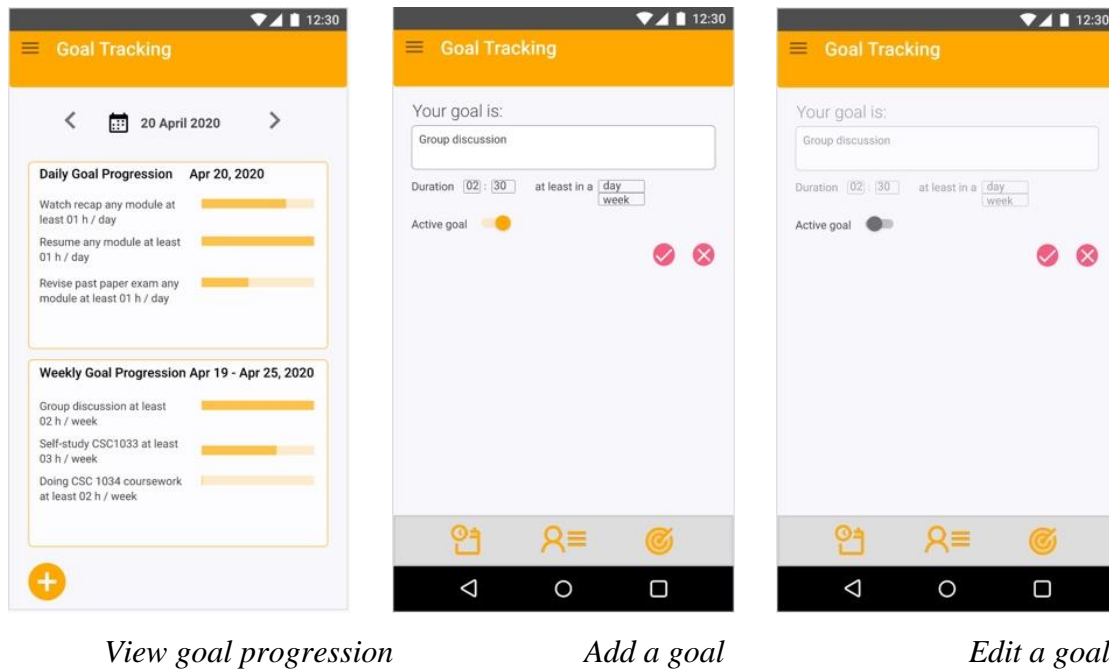 12:30
Goal Tracking
20 April 2020
Daily Goal Progression Apr 20, 2020
Watch recap any module at
least 01 h / day
Resume any module at least
01 h / day
Revise past paper exam any
module at least 01 h / day
Weekly Goal Progression Apr 19 - Apr 25, 2020
Group discussion at least
02 h / week
Self-study CSC1033 at least
03 h / week
Doing CSC 1034 coursework
at least 02 h / week
12:30
Goal Tracking
Your goal is:
Group discussion
Duration 02 : 30 at least in a day
week
Active goal
12:30
Goal Tracking
Your goal is:
Group discussion
Duration 02 : 30 at least in a day
week
Active goal
View goal progression
Add a goal
Edit a goal